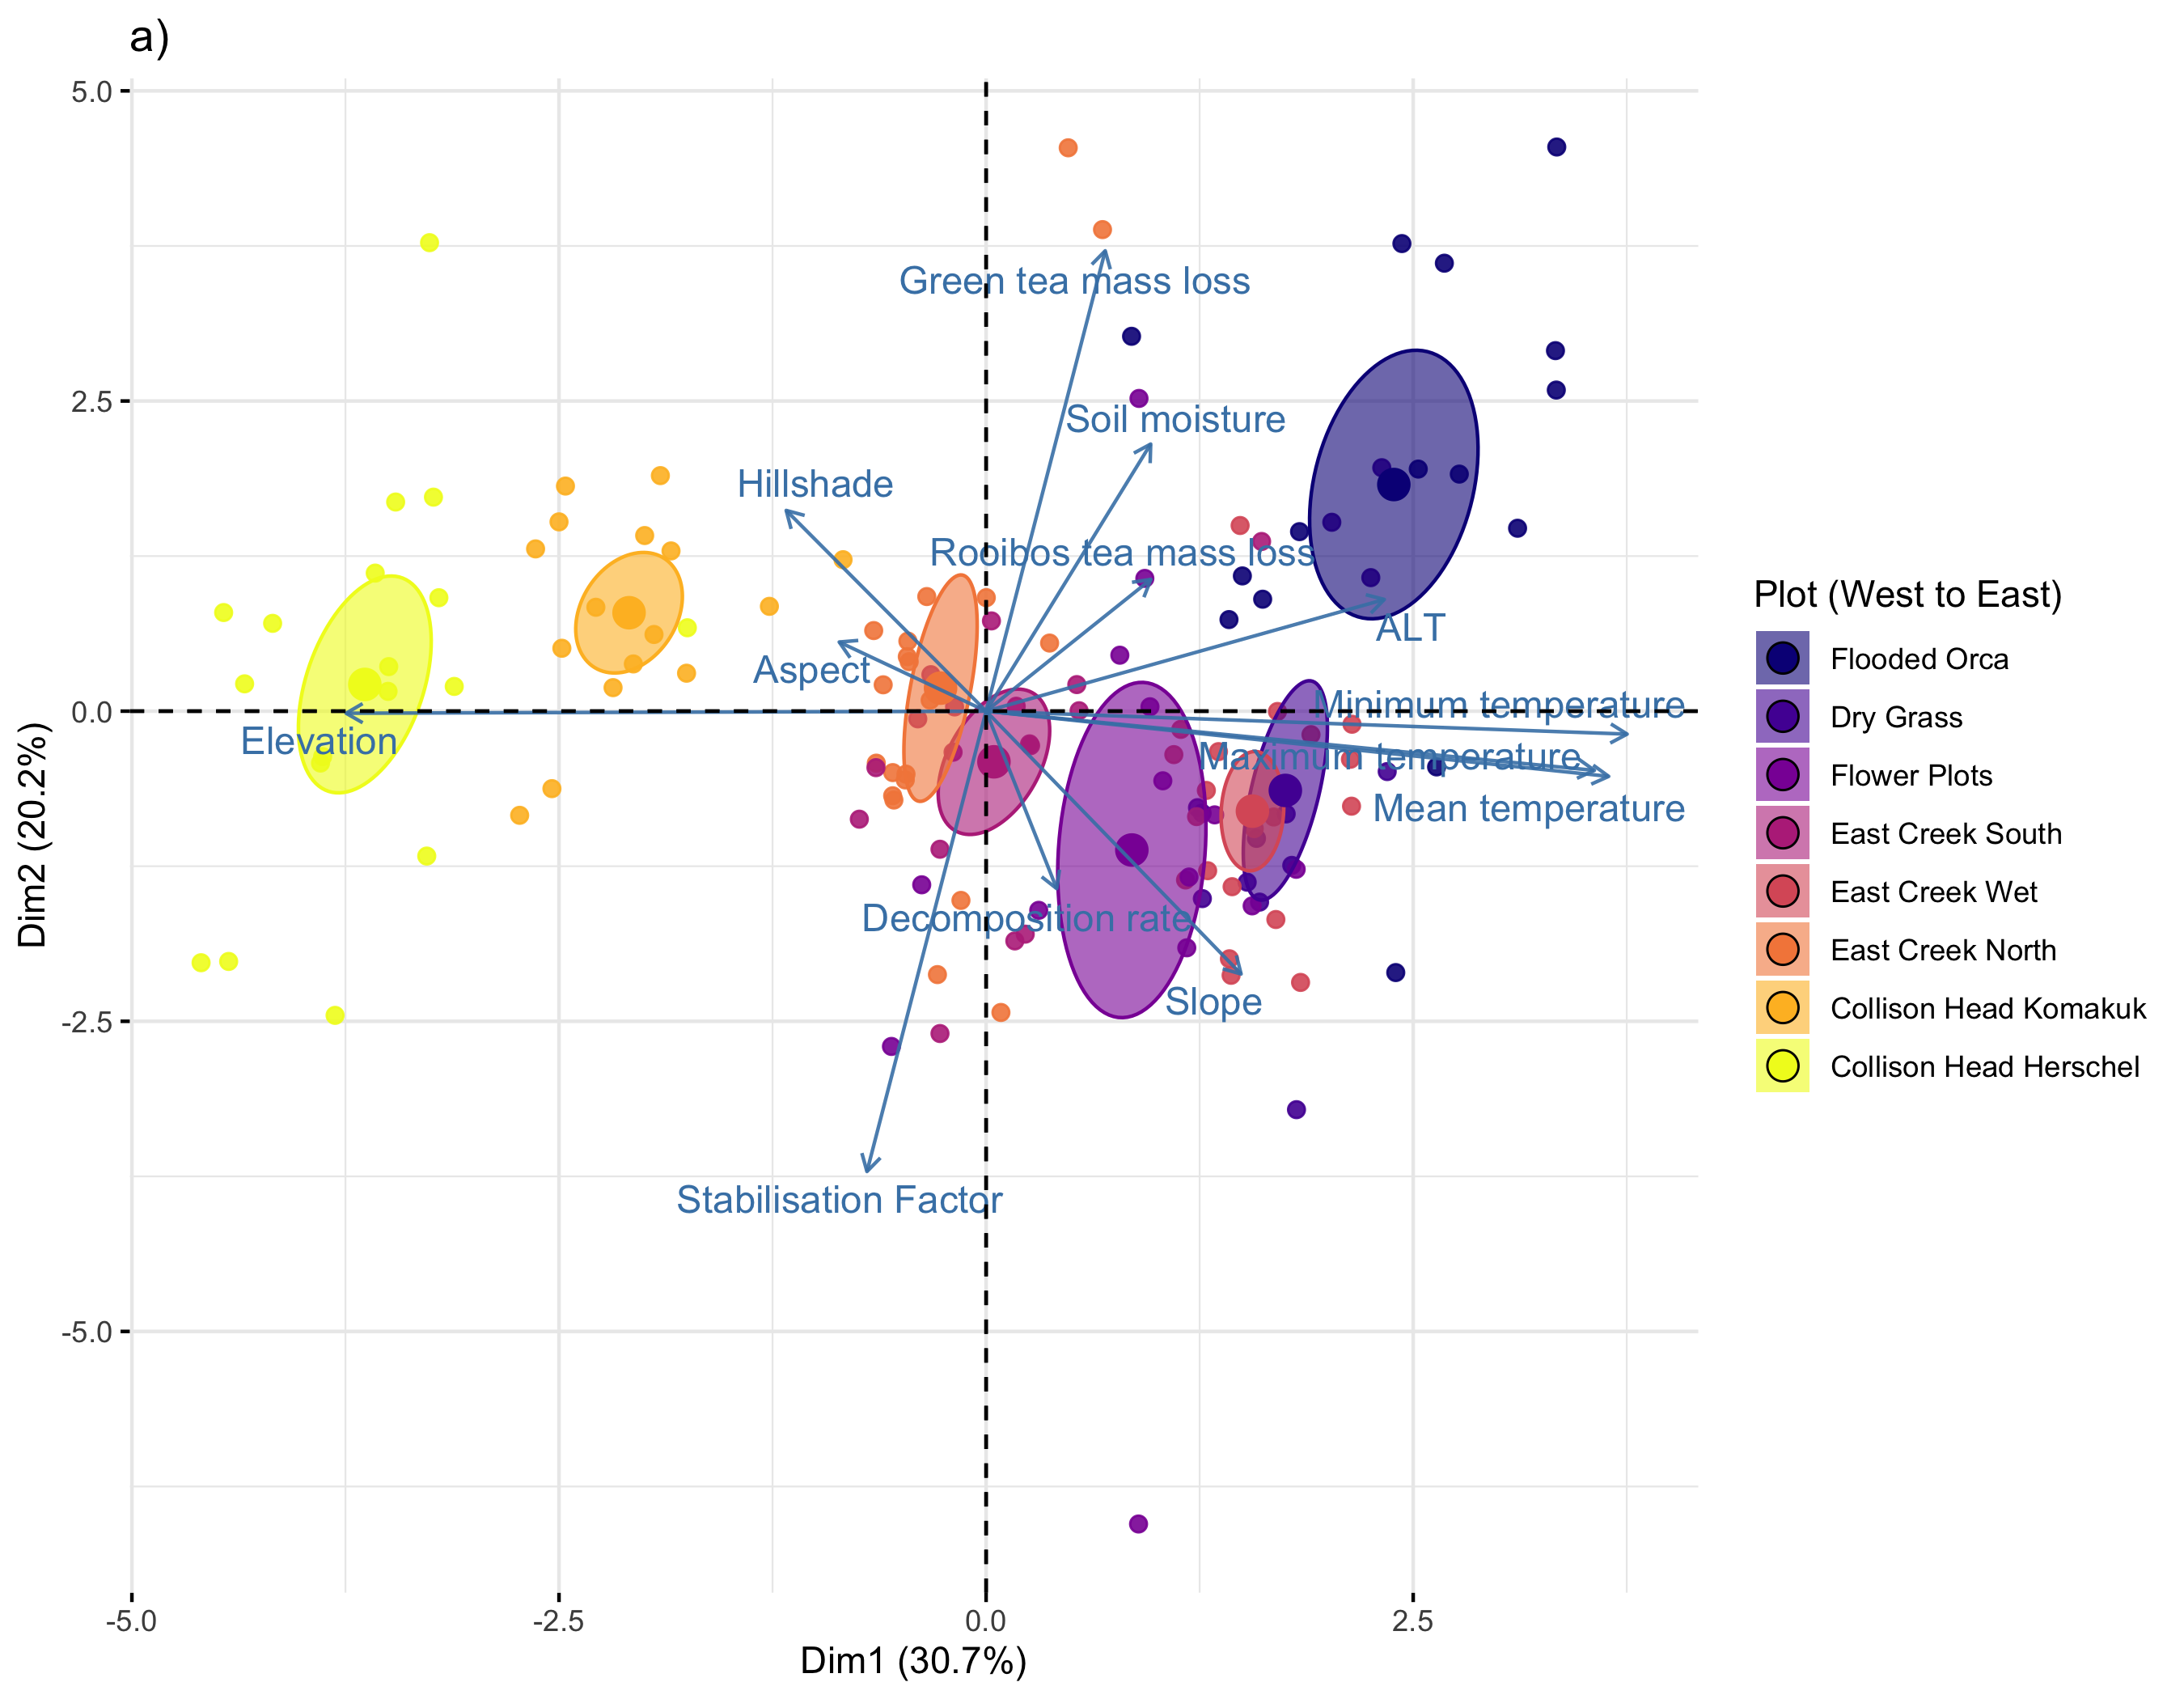 a)
5.0
2.5
0.0
-2.5
-5.0
Dim2 (20.2%)
Green tea mass loss
Soil moisture
Hillshade
Rooibos tea mass loss
ALT
Aspect
Minimum temperature
Elevation
Maximum temperature
Mean temperature
Decomposition rate
Slope
Stabilisation Factor
-5.0
-2.5
0.0
2.5
Dim1 (30.7%)
Plot (West to East)
Flooded Orca
Dry Grass
Flower Plots
East Creek South
East Creek Wet
East Creek North
Collison Head Komakuk
Collison Head Herschel